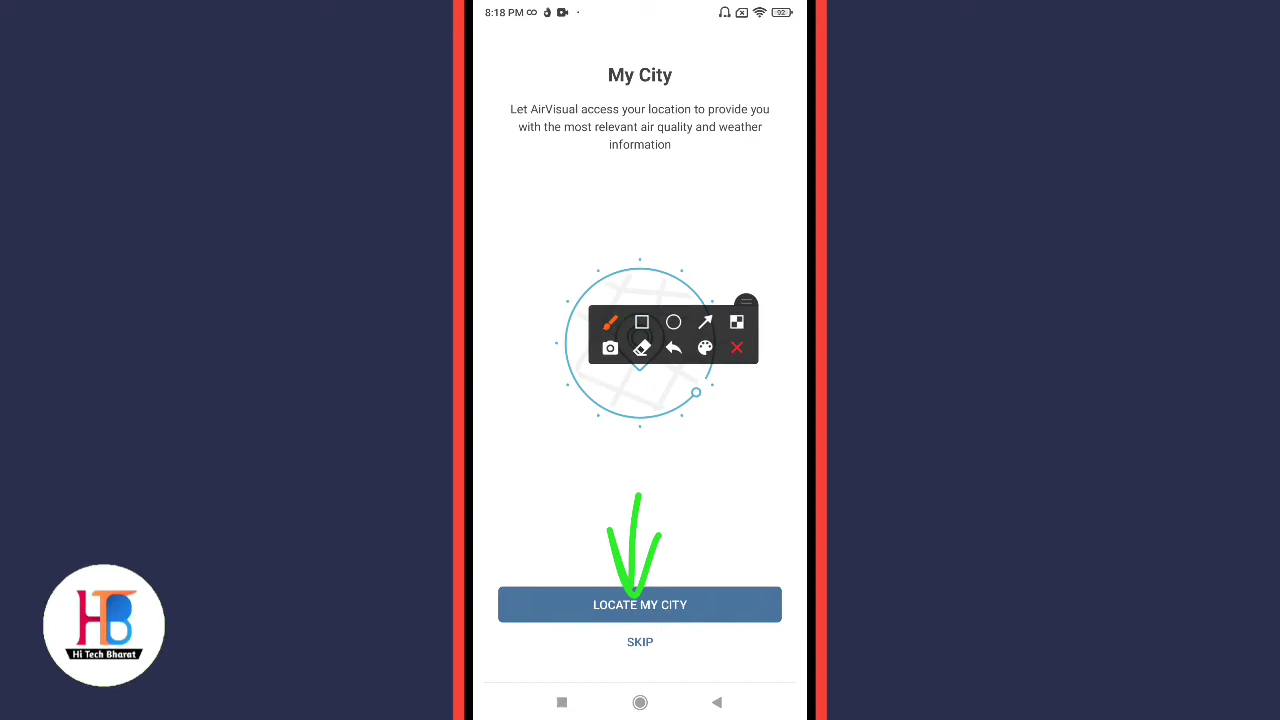 8:18 PM
92
My City
Let AirVisual access your location to provide you
with the most relevant air quality and weather
information
LOCATE MY CITY
SKIP
HB
Hi Tech Bharat